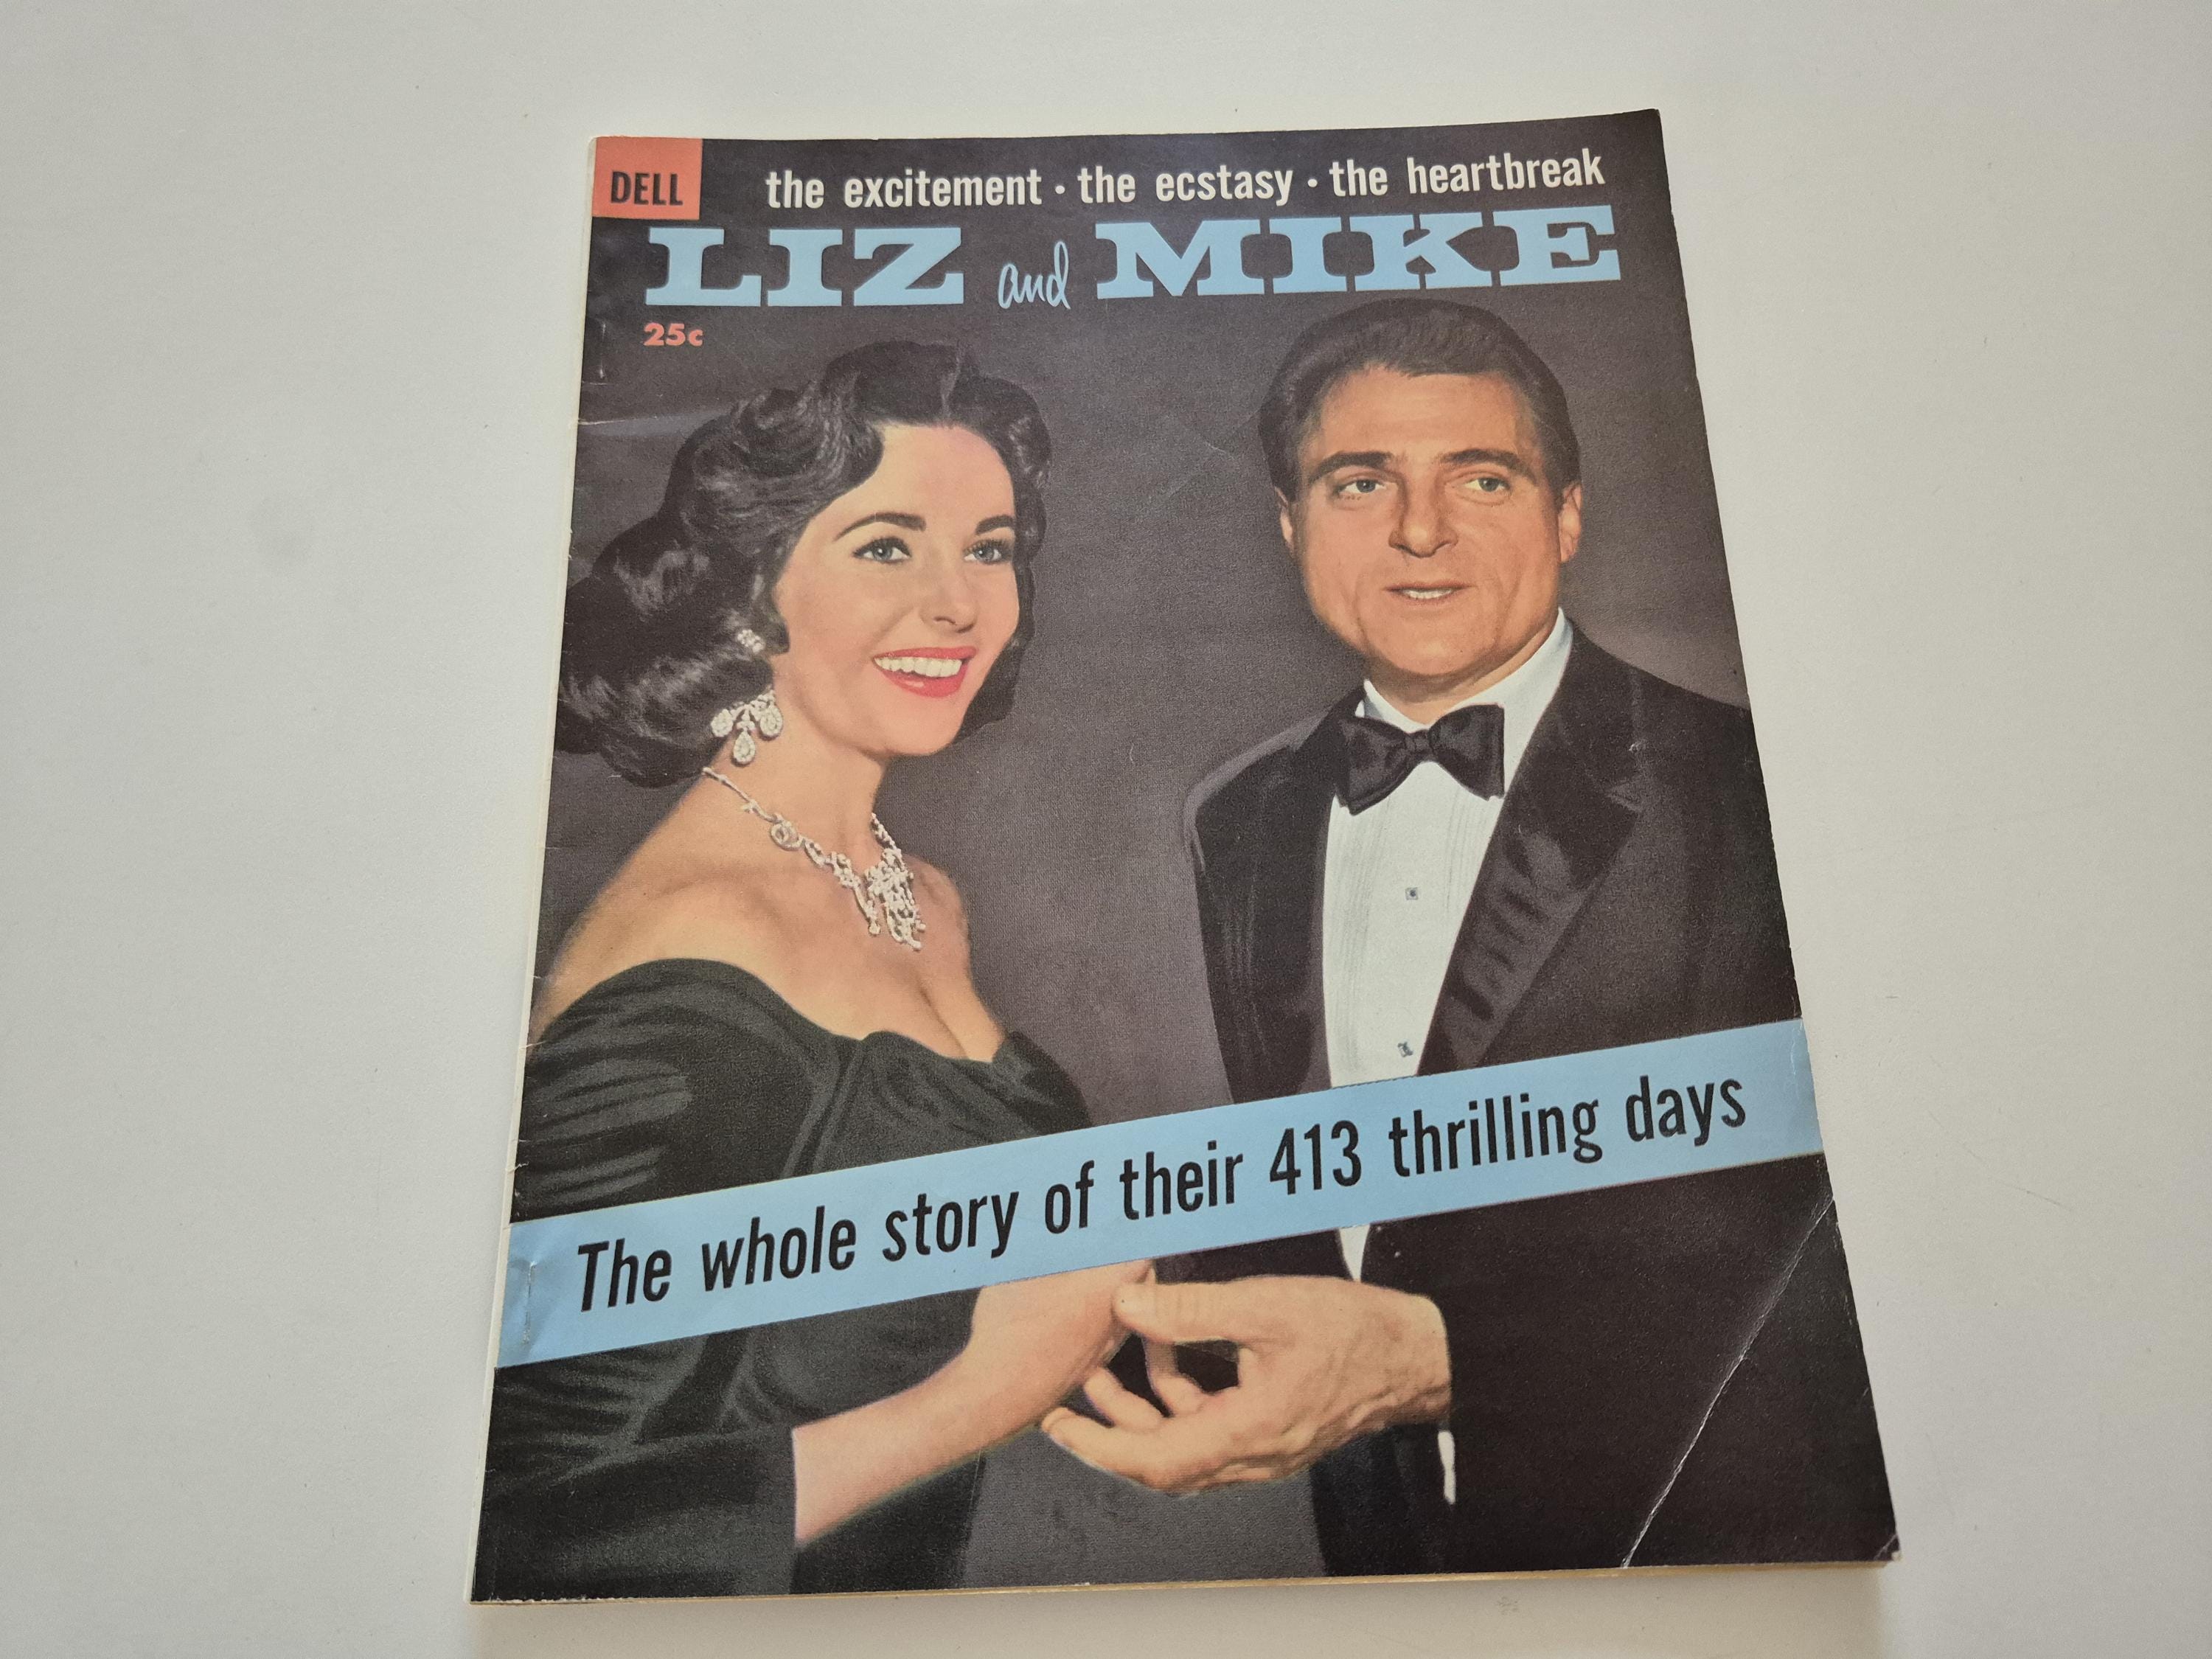 DELL
the excitement • the ecstasy • the heartbreak
LIZ and MIKE
25c
The whole story of their 413 thrilling days